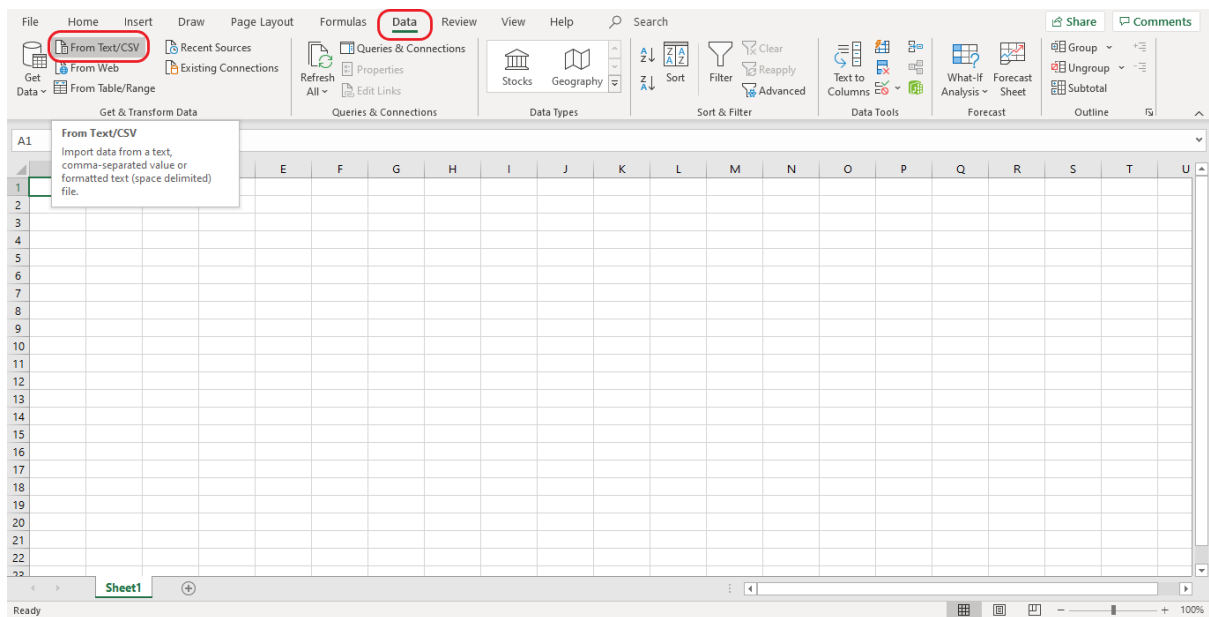 File Home Insert Draw Page Layout Formulas Data Review View Help Search Share Comments
Get Data
From Text/CSV
From Web
From Table/Range
Recent Sources
Existing Connections
Get & Transform Data
Refresh All
Queries & Connections
Properties
Edit Links
Queries & Connections
Stocks Geography
Data Types
Sort
Filter
Clear
Reapply
Advanced
Sort & Filter
Text to Columns
Data Tools
What-If Analysis
Forecast Sheet
Forecast
Group
Ungroup
Subtotal
Outline
A1
From Text/CSV
Import data from a text,
comma-separated value or
formatted text (space delimited)
file.
E F G H I J K L M N O P Q R S T U
1
2
3
4
5
6
7
8
9
10
11
12
13
14
15
16
17
18
19
20
21
22
23
Sheet1
Ready 100%